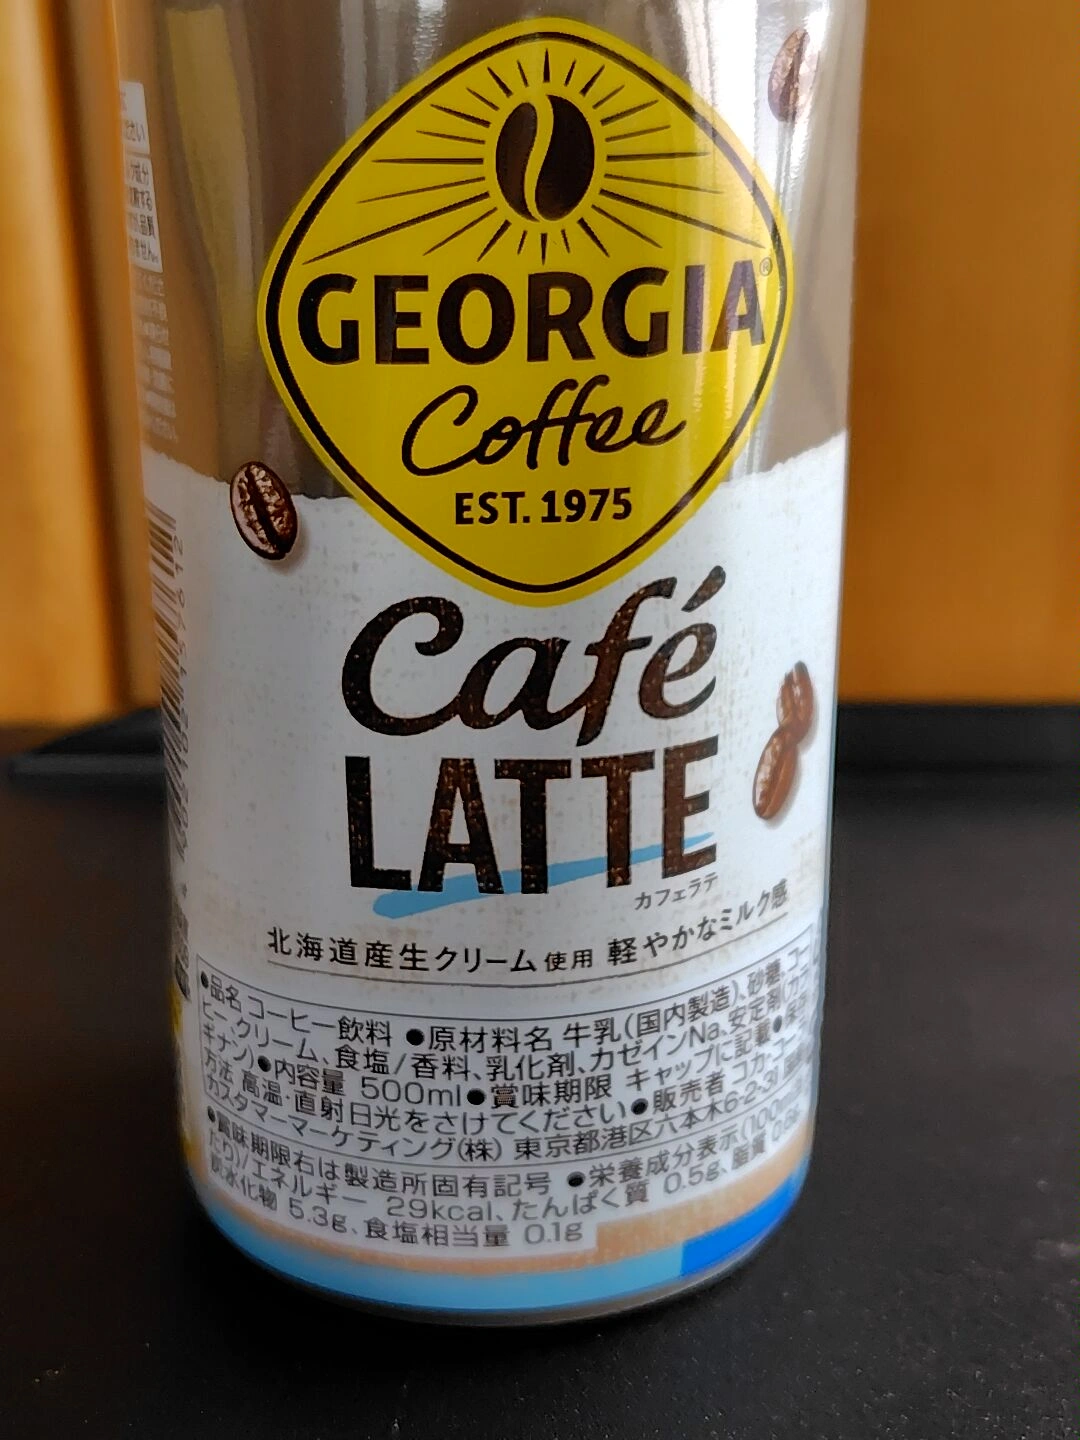 GEORGIA®
Coffee
EST. 1975
Café
LATTE
カフェラテ
北海道産生クリーム使用 軽やかなミルク感
●品名 コーヒー飲料 ●原材料名 牛乳(国内製造)、砂糖、コー
ヒー、クリーム、食塩/香料、乳化剤、カゼインNa、安定剤(カラ
ギナン)●内容量 500ml●賞味期限 キャップに記載●保存
方法 高温・直射日光をさけてください●販売者 コカ・コーラ
カスタマーマーケティング(株) 東京都港区六本木6-2-31
●賞味期限右は製造所固有記号 ●栄養成分表示(100ml
たり)/エネルギー 29kcal、たんぱく質 0.5g、脂質
炭水化物 5.3g、食塩相当量 0.1g